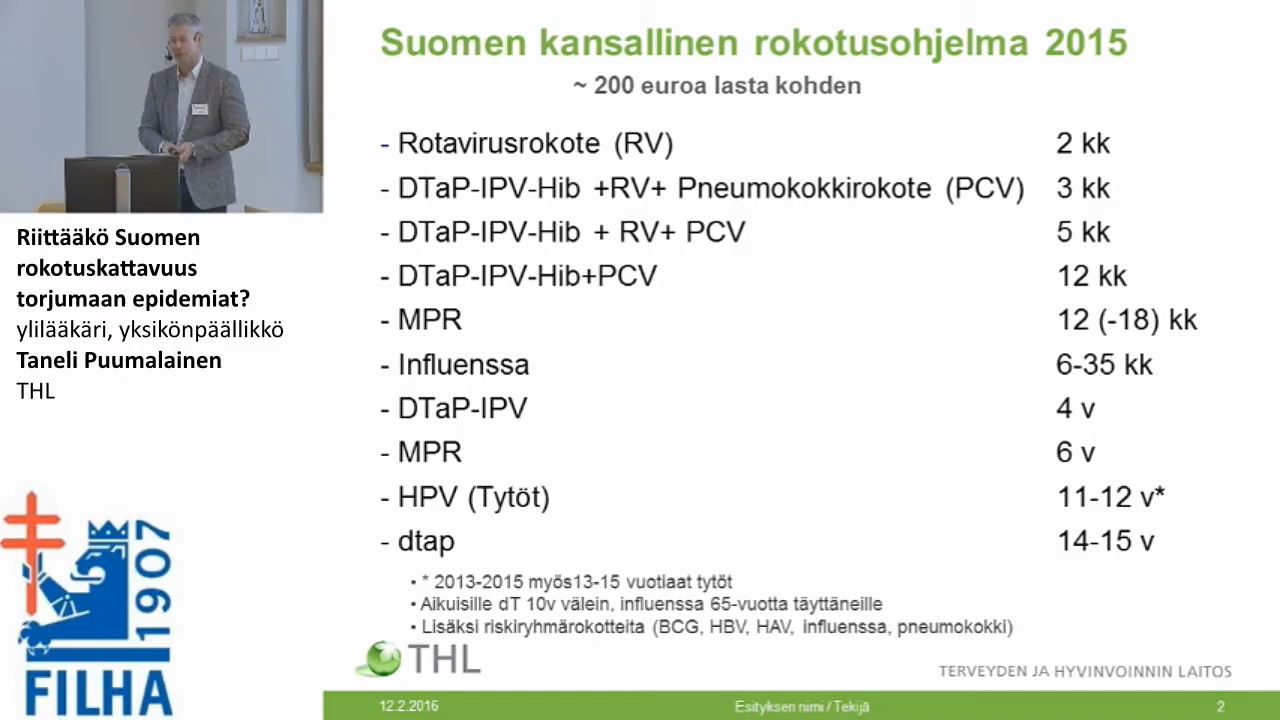 Suomen kansallinen rokotusohjelma 2015
~ 200 euroa lasta kohden
- Rotavirusrokote (RV) 2 kk
- DTaP-IPV-Hib +RV+ Pneumokokkirokote (PCV) 3 kk
- DTaP-IPV-Hib + RV+ PCV 5 kk
- DTaP-IPV-Hib+PCV 12 kk
- MPR 12 (-18) kk
- Influenssa 6-35 kk
- DTaP-IPV 4 v
- MPR 6 v
- HPV (Tytöt) 11-12 v*
- dtap 14-15 v
• * 2013-2015 myös13-15 vuotiaat tytöt
• Aikuisille dT 10v välein, influenssa 65-vuotta täyttäneille
• Lisäksi riskiryhmärokotteita (BCG, HBV, HAV, influenssa, pneumokokki)
THL
TERVEYDEN JA HYVINVOINNIN LAITOS
12.2.2016 Esityksen nimi / Tekijä 2
Riittääkö Suomen
rokotuskattavuus
torjumaan epidemiat?
ylilääkäri, yksikönpäällikkö
Taneli Puumalainen
THL
1907
FILHA